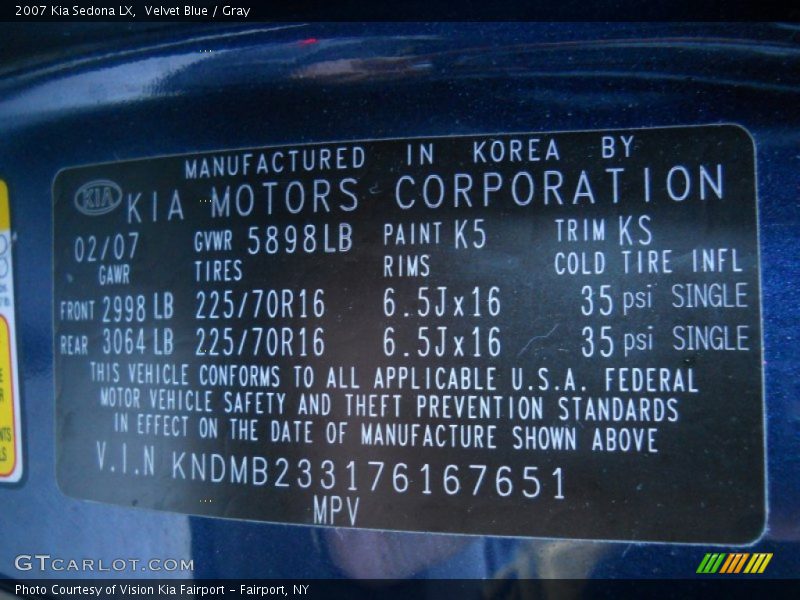 2007 Kia Sedona LX,  Velvet Blue / Gray
MANUFACTURED IN KOREA BY
KIA KIA MOTORS CORPORATION
02/07 GVWR 5898LB PAINT K5 TRIM KS
GAWR TIRES RIMS COLD TIRE INFL
FRONT 2998 LB 225/70R16 6.5Jx16 35 psi SINGLE
REAR 3064 LB 225/70R16 6.5Jx16 35 psi SINGLE
THIS VEHICLE CONFORMS TO ALL APPLICABLE U.S.A. FEDERAL
MOTOR VEHICLE SAFETY AND THEFT PREVENTION STANDARDS
IN EFFECT ON THE DATE OF MANUFACTURE SHOWN ABOVE
V.I.N KNDMB233176167651
MPV
GTCARLOT.COM
Photo Courtesy of Vision Kia Fairport - Fairport, NY